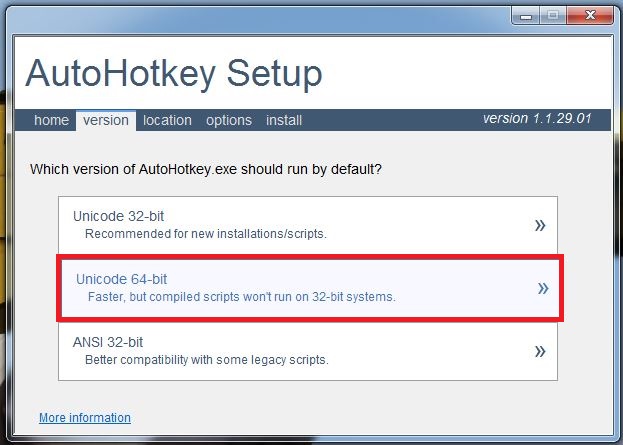 AutoHotkey Setup
home version location options install version 1.1.29.01
Which version of AutoHotkey.exe should run by default?
Unicode 32-bit
Recommended for new installations/scripts.
»
Unicode 64-bit
Faster, but compiled scripts won't run on 32-bit systems.
»
ANSI 32-bit
Better compatibility with some legacy scripts.
»
More information